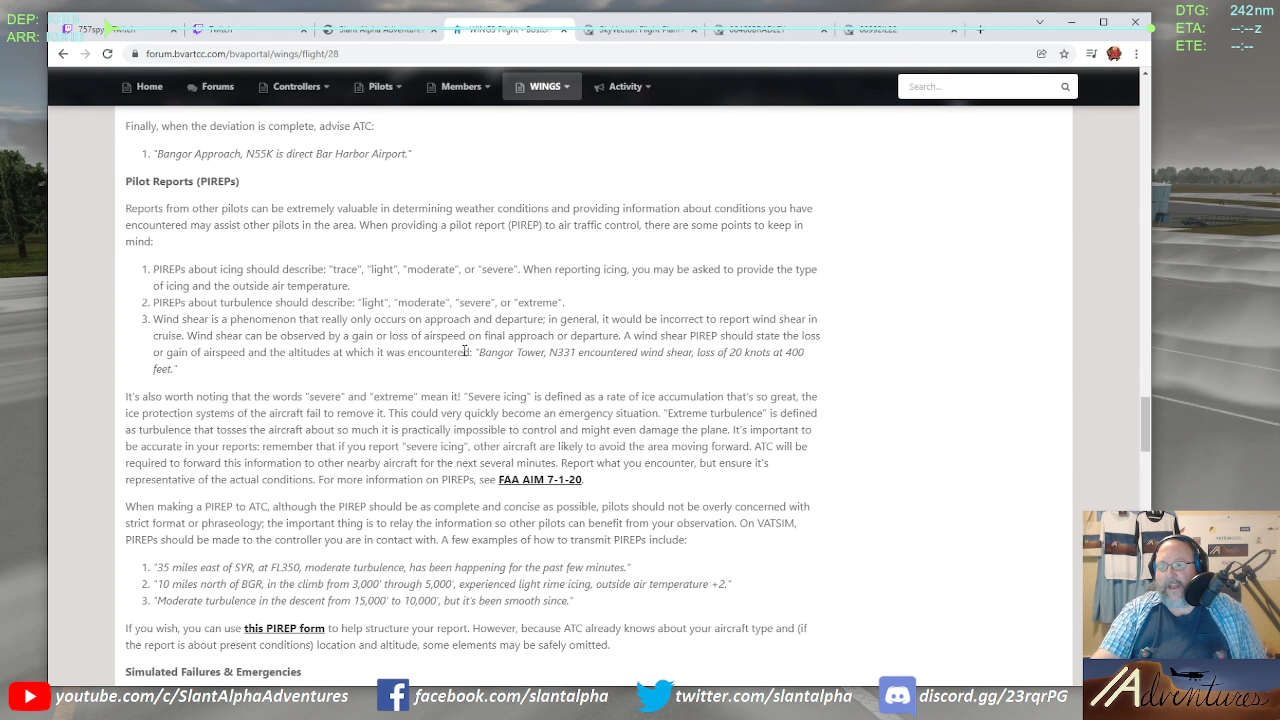 DEP:
ARR:
DTG: 242nm
ETA: --:--z
ETE: --:--
forum.bvartcc.com/bvaportal/wings/flight/28
Home Forums Controllers Pilots Members WINGS Activity Search...
Finally, when the deviation is complete, advise ATC:
1. "Bangor Approach, N55K is direct Bar Harbor Airport."
Pilot Reports (PIREPs)
Reports from other pilots can be extremely valuable in determining weather conditions and providing information about conditions you have
encountered may assist other pilots in the area. When providing a pilot report (PIREP) to air traffic control, there are some points to keep in
mind:
1. PIREPs about icing should describe: "trace", "light", "moderate", or "severe". When reporting icing, you may be asked to provide the type
of icing and the outside air temperature.
2. PIREPs about turbulence should describe: "light", "moderate", "severe", or "extreme".
3. Wind shear is a phenomenon that really only occurs on approach and departure; in general, it would be incorrect to report wind shear in
cruise. Wind shear can be observed by a gain or loss of airspeed on final approach or departure. A wind shear PIREP should state the loss
or gain of airspeed and the altitudes at which it was encountered: "Bangor Tower, N331 encountered wind shear, loss of 20 knots at 400
feet."
It's also worth noting that the words "severe" and "extreme" mean it! "Severe icing" is defined as a rate of ice accumulation that's so great, the
ice protection systems of the aircraft fail to remove it. This could very quickly become an emergency situation. "Extreme turbulence" is defined
as turbulence that tosses the aircraft about so much it is practically impossible to control and might even damage the plane. It's important to
be accurate in your reports: remember that if you report "severe icing", other aircraft are likely to avoid the area moving forward. ATC will be
required to forward this information to other nearby aircraft for the next several minutes. Report what you encounter, but ensure it's
representative of the actual conditions. For more information on PIREPs, see FAA AIM 7-1-20.
When making a PIREP to ATC, although the PIREP should be as complete and concise as possible, pilots should not be overly concerned with
strict format or phraseology; the important thing is to relay the information so other pilots can benefit from your observation. On VATSIM,
PIREPs should be made to the controller you are in contact with. A few examples of how to transmit PIREPs include:
1. "35 miles east of SYR, at FL350, moderate turbulence, has been happening for the past few minutes."
2. "10 miles north of BGR, in the climb from 3,000' through 5,000', experienced light rime icing, outside air temperature +2."
3. "Moderate turbulence in the descent from 15,000' to 10,000', but it's been smooth since."
If you wish, you can use this PIREP form to help structure your report. However, because ATC already knows about your aircraft type and (if
the report is about present conditions) location and altitude, some elements may be safely omitted.
Simulated Failures & Emergencies
youtube.com/c/SlantAlphaAdventures facebook.com/slantalpha twitter.com/slantalpha discord.gg/23rqrPG
Adventures